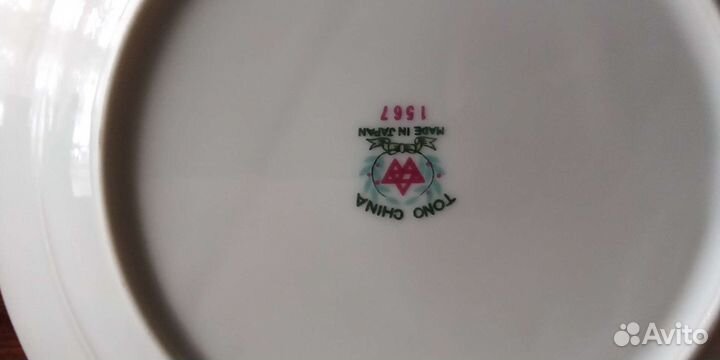 TONO CHINA
MADE IN JAPAN
1567
Avito